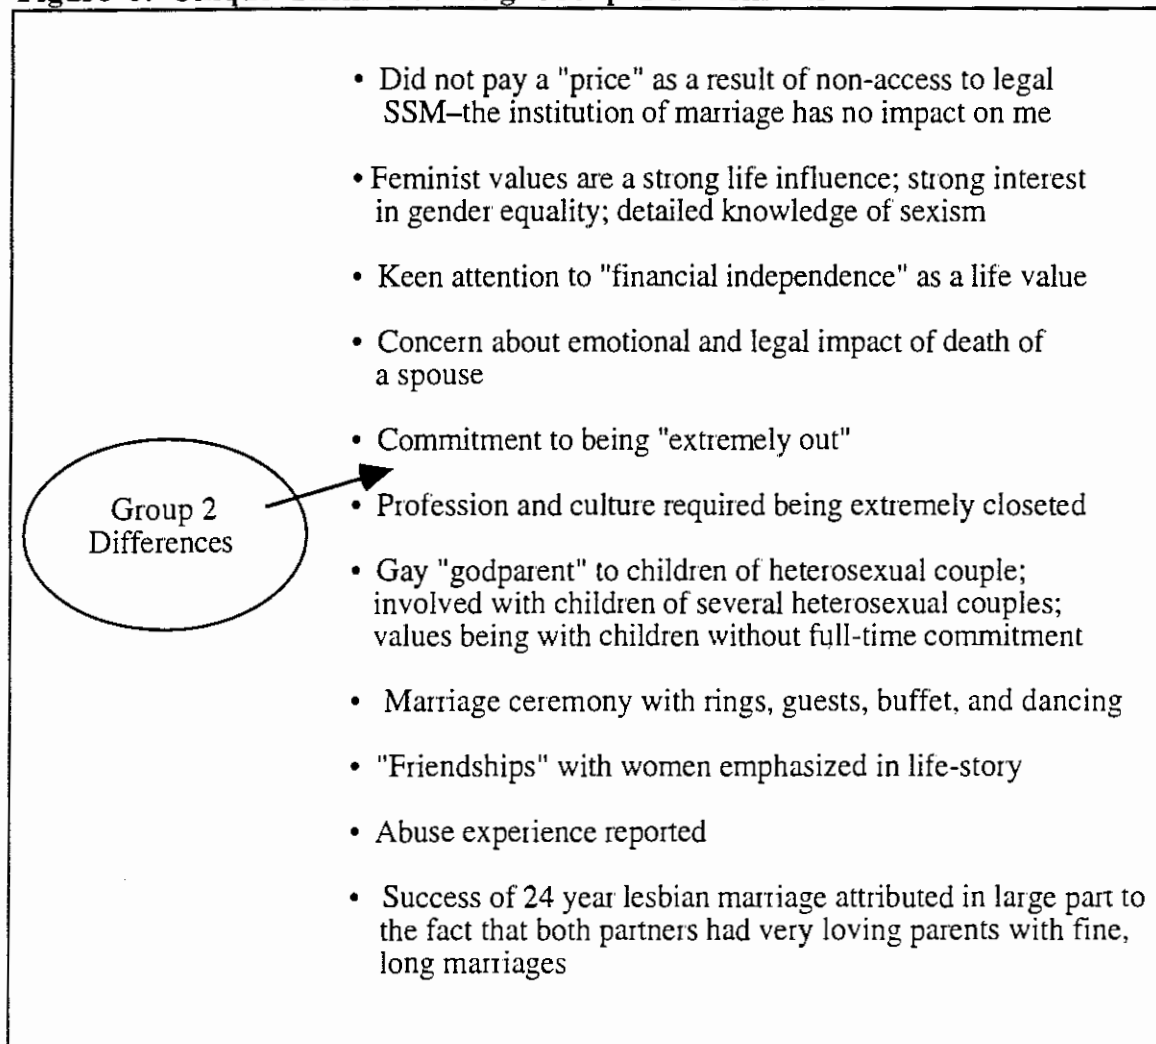 • Did not pay a "price" as a result of non-access to legal
SSM–the institution of marriage has no impact on me
• Feminist values are a strong life influence; strong interest
in gender equality; detailed knowledge of sexism
• Keen attention to "financial independence" as a life value
• Concern about emotional and legal impact of death of
a spouse
• Commitment to being "extremely out"
Group 2
Differences
• Profession and culture required being extremely closeted
• Gay "godparent" to children of heterosexual couple;
involved with children of several heterosexual couples;
values being with children without full-time commitment
• Marriage ceremony with rings, guests, buffet, and dancing
• "Friendships" with women emphasized in life-story
• Abuse experience reported
• Success of 24 year lesbian marriage attributed in large part to
the fact that both partners had very loving parents with fine,
long marriages